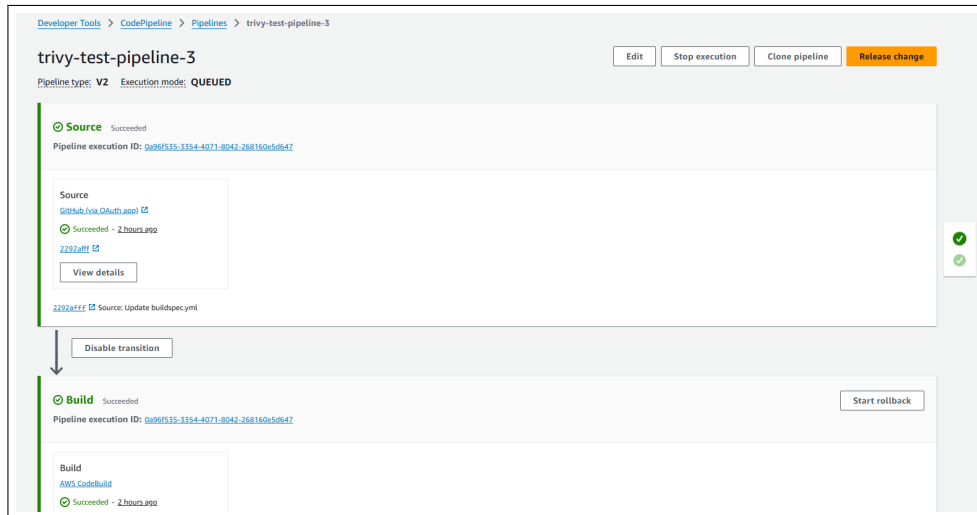 Developer Tools > CodePipeline > Pipelines > trivy-test-pipeline-3
trivy-test-pipeline-3
Edit Stop execution Clone pipeline Release change
Pipeline type: V2 Execution mode: QUEUED
Source Succeeded
Pipeline execution ID: 0a96f535-3354-4071-8042-268160e5d647
Source
GitHub (via OAuth app)
Succeeded - 2 hours ago
2292afff
View details
2292afff Source: Update buildspec.yml
Disable transition
Build Succeeded
Start rollback
Pipeline execution ID: 0a96f535-3354-4071-8042-268160e5d647
Build
AWS CodeBuild
Succeeded - 2 hours ago